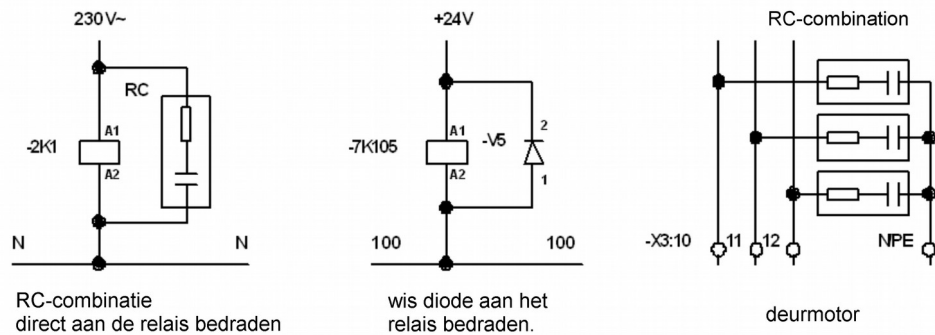 230V~
+24V
RC-combination
RC
-2K1
A1
A2
-7K105
A1
A2
-V5
2
1
N
N
100
100
-X3:10
11
12
N/PE
RC-combinatie
direct aan de relais bedraden
wis diode aan het
relais bedraden.
deurmotor